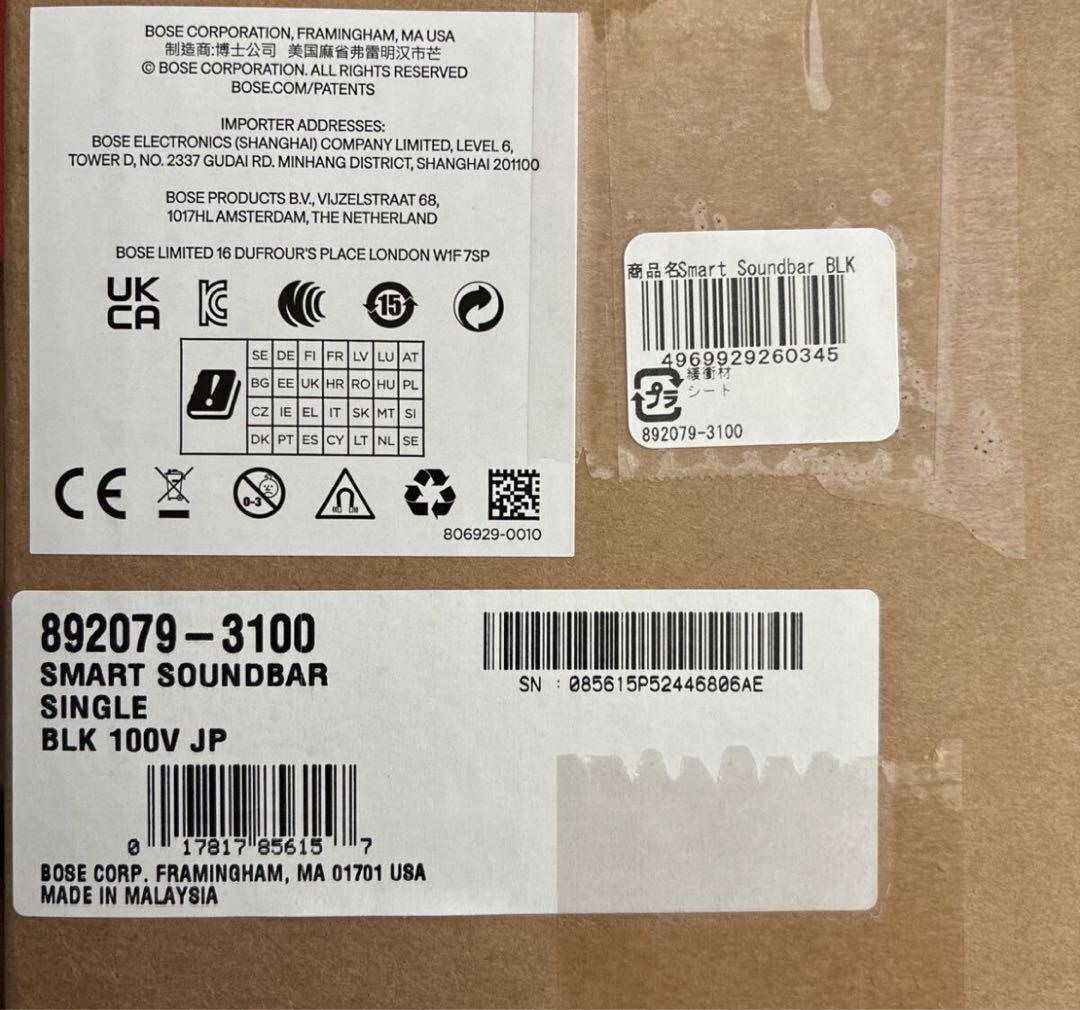 BOSE CORPORATION, FRAMINGHAM, MA USA
制造商:博士公司 美国麻省弗雷明汉市芒
© BOSE CORPORATION. ALL RIGHTS RESERVED
BOSE.COM/PATENTS
IMPORTER ADDRESSES:
BOSE ELECTRONICS (SHANGHAI) COMPANY LIMITED, LEVEL 6,
TOWER D, NO. 2337 GUDAI RD. MINHANG DISTRICT, SHANGHAI 201100
BOSE PRODUCTS B.V., VIJZELSTRAAT 68,
1017HL AMSTERDAM, THE NETHERLAND
BOSE LIMITED 16 DUFROUR'S PLACE LONDON W1F 7SP
UK
CA
15
SE DE FI FR LV LU AT
BG EE UK HR RO HU PL
CZ IE EL IT SK MT SI
DK PT ES CY LT NL SE
CE
0-3
806929-0010
商品名Smart Soundbar BLK
4969929260345
プラ
緩衝材
シート
892079-3100
892079-3100
SMART SOUNDBAR
SINGLE
BLK 100V JP
0 17817 85615 7
BOSE CORP. FRAMINGHAM, MA 01701 USA
MADE IN MALAYSIA
SN : 085615P52446806AE